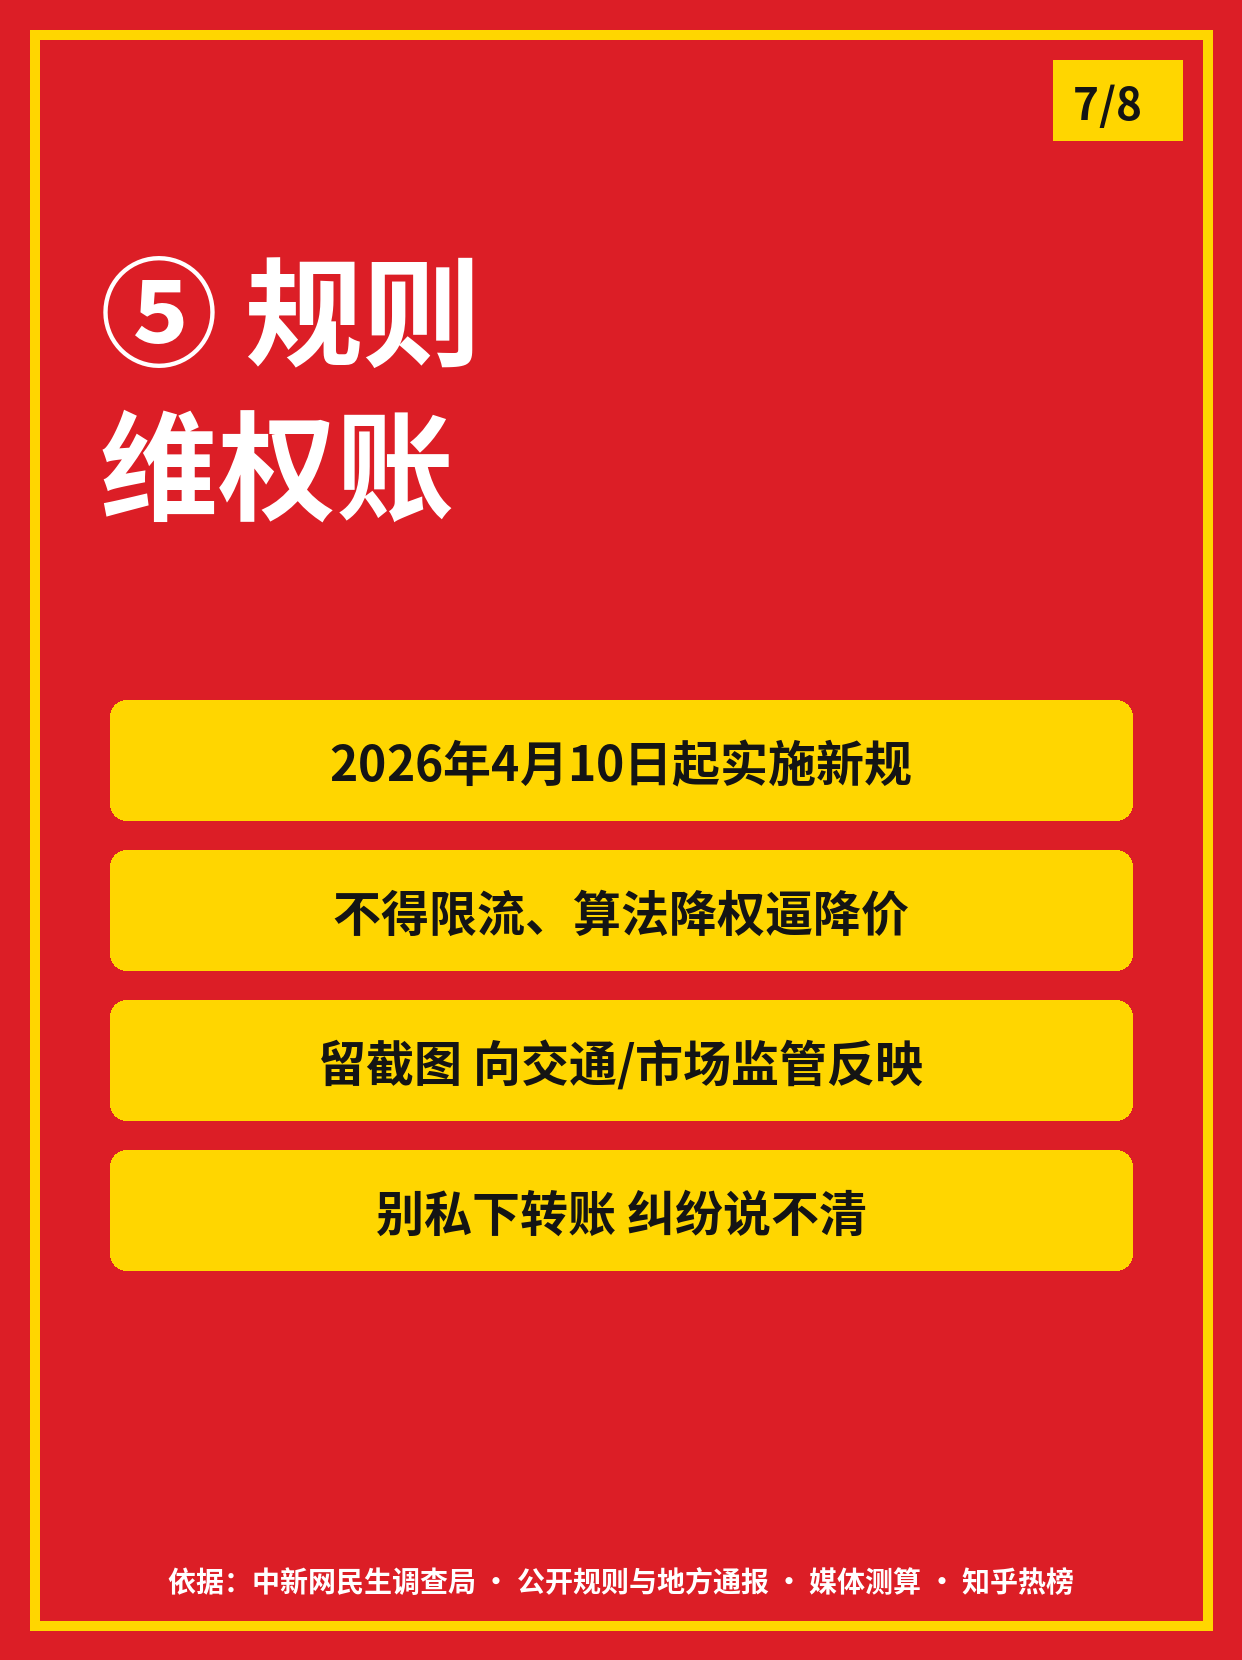 7/8
⑤ 规则
维权账
2026年4月10日起实施新规
不得限流、算法降权逼降价
留截图 向交通/市场监管反映
别私下转账 纠纷说不清
依据：中新网民生调查局 · 公开规则与地方通报 · 媒体测算 · 知乎热榜